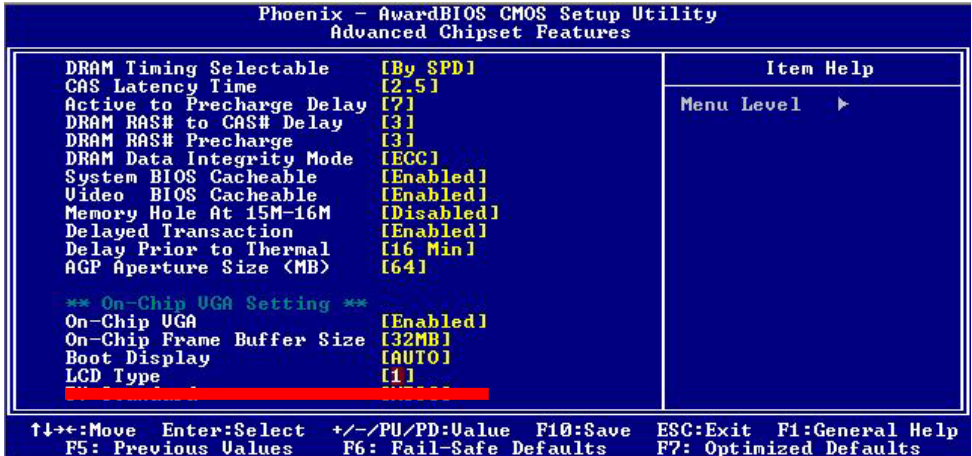 Phoenix - AwardBIOS CMOS Setup Utility
Advanced Chipset Features
DRAM Timing Selectable [By SPD]
CAS Latency Time [2.5]
Active to Precharge Delay [7]
DRAM RAS# to CAS# Delay [3]
DRAM RAS# Precharge [3]
DRAM Data Integrity Mode [ECC]
System BIOS Cacheable [Enabled]
Video BIOS Cacheable [Enabled]
Memory Hole At 15M-16M [Disabled]
Delayed Transaction [Enabled]
Delay Prior to Thermal [16 Min]
AGP Aperture Size (MB) [64]
** On-Chip VGA Setting **
On-Chip VGA [Enabled]
On-Chip Frame Buffer Size [32MB]
Boot Display [AUTO]
LCD Type [1]
Item Help
Menu Level ►
↑↓→←:Move Enter:Select +/-/PU/PD:Value F10:Save ESC:Exit F1:General Help
F5: Previous Values F6: Fail-Safe Defaults F7: Optimized Defaults